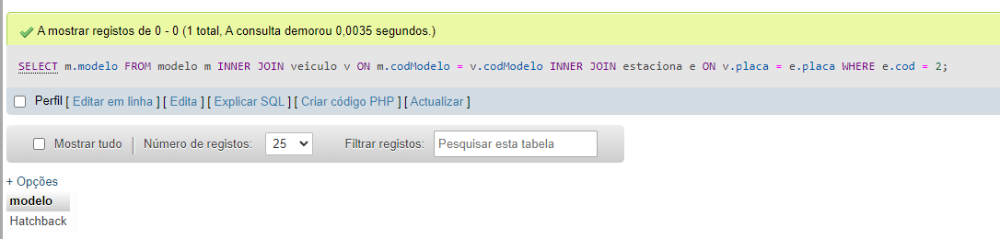 A mostrar registos de 0 - 0 (1 total, A consulta demorou 0,0035 segundos.)
SELECT m.modelo FROM modelo m INNER JOIN veiculo v ON m.codModelo = v.codModelo INNER JOIN estaciona e ON v.placa = e.placa WHERE e.cod = 2;
Perfil [ Editar em linha ] [ Edita ] [ Explicar SQL ] [ Criar código PHP ] [ Actualizar ]
Mostrar tudo | Número de registos: 25 Filtrar registos: Pesquisar esta tabela
+ Opções
modelo
Hatchback